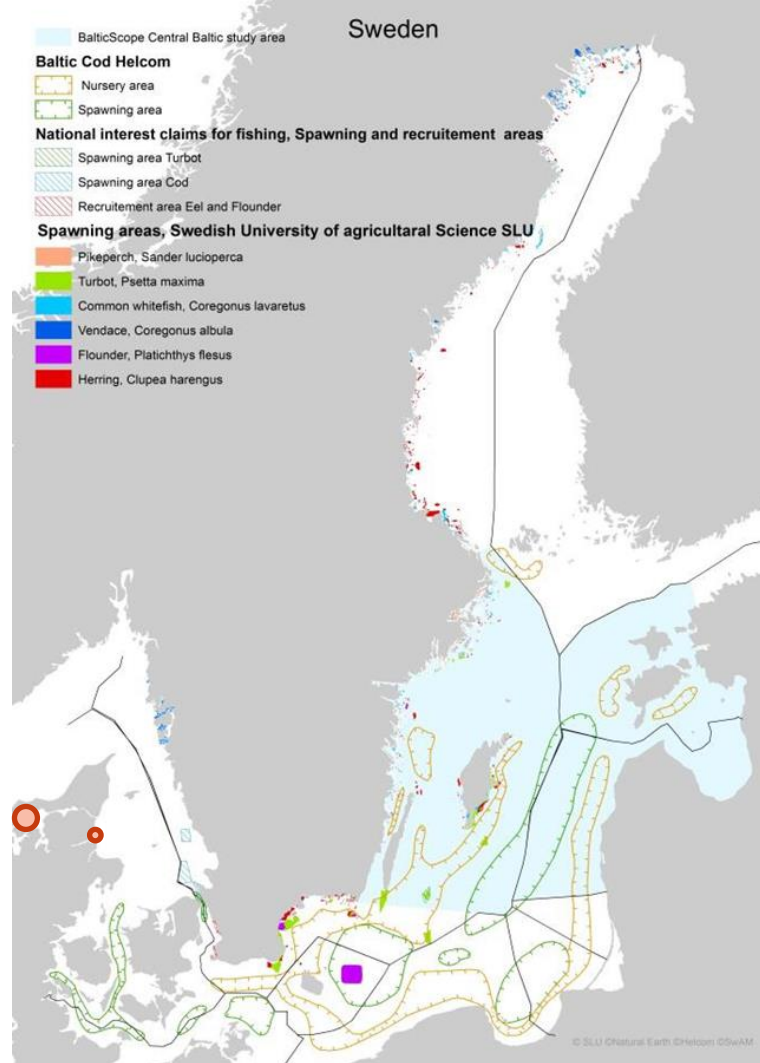 Sweden
BalticScope Central Baltic study area
Baltic Cod Helcom
Nursery area
Spawning area
National interest claims for fishing, Spawning and recruitement areas
Spawning area Turbot
Spawning area Cod
Recruitement area Eel and Flounder
Spawning areas, Swedish University of agricultaral Science SLU
Pikeperch, Sander lucioperca
Turbot, Psetta maxima
Common whitefish, Coregonus lavaretus
Vendace, Coregonus albula
Flounder, Platichthys flesus
Herring, Clupea harengus
© SLU ©Natural Earth ©Helcom ©SwAM